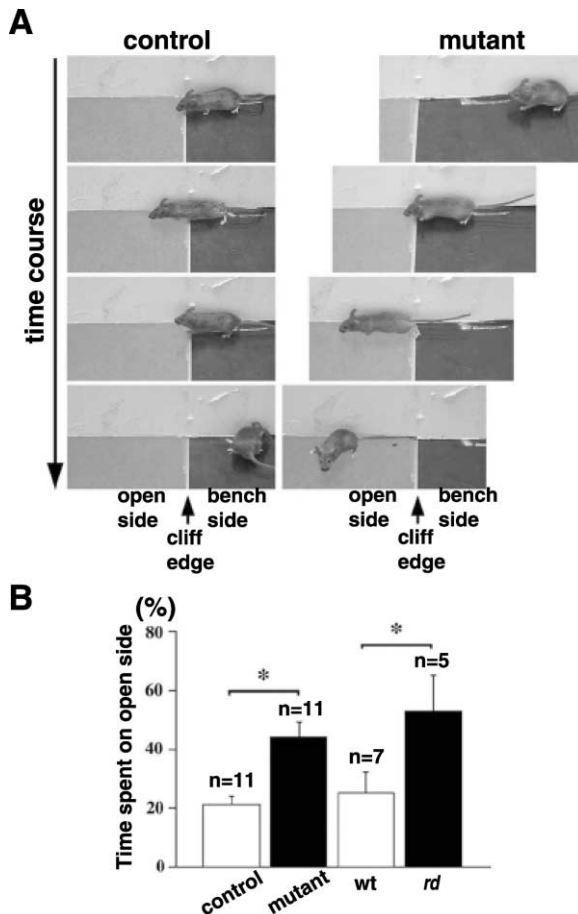 A
control
mutant
time course
open side
bench side
open side
bench side
cliff edge
cliff edge
B
(%)
Time spent on open side
80
60
40
20
0
*
*
n=11
n=11
n=7
n=5
control
mutant
wt
rd